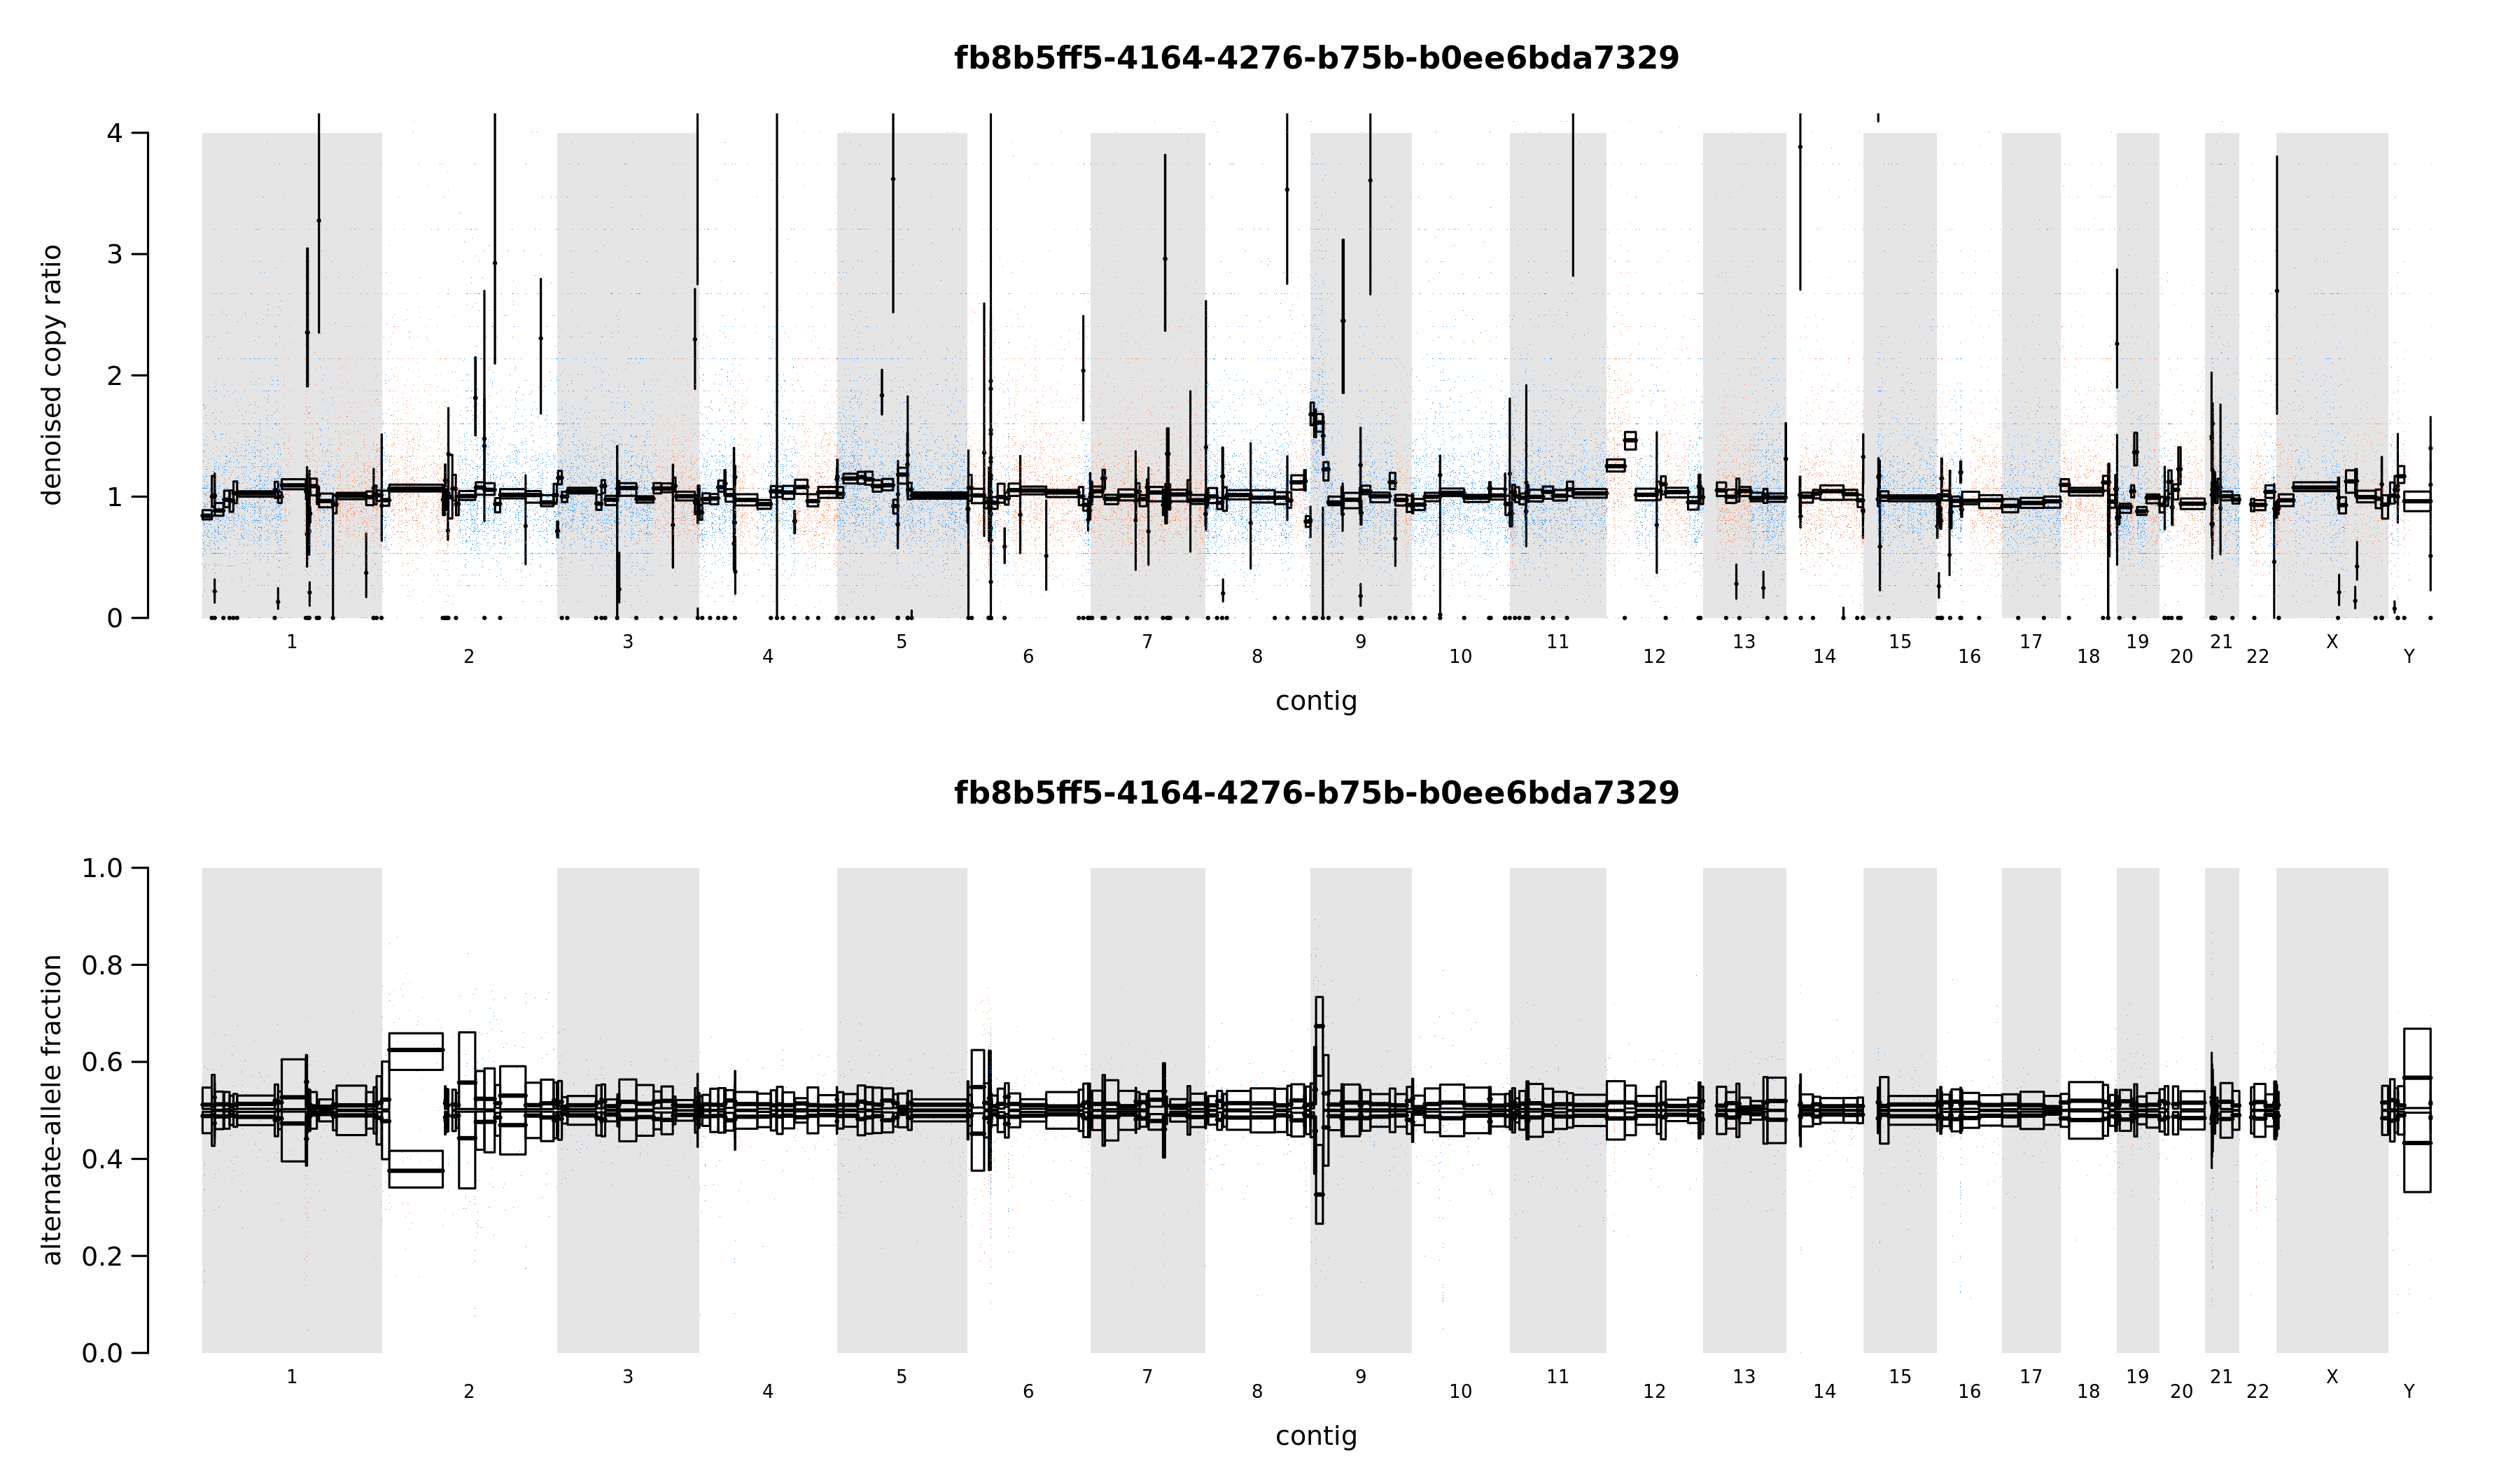 fb8b5ff5-4164-4276-b75b-b0ee6bda7329
denoised copy ratio
4
3
2
1
0
1 2 3 4 5 6 7 8 9 10 11 12 13 14 15 16 17 18 19 20 21 22 X Y
contig
fb8b5ff5-4164-4276-b75b-b0ee6bda7329
alternate-allele fraction
1.0
0.8
0.6
0.4
0.2
0.0
1 2 3 4 5 6 7 8 9 10 11 12 13 14 15 16 17 18 19 20 21 22 X Y
contig